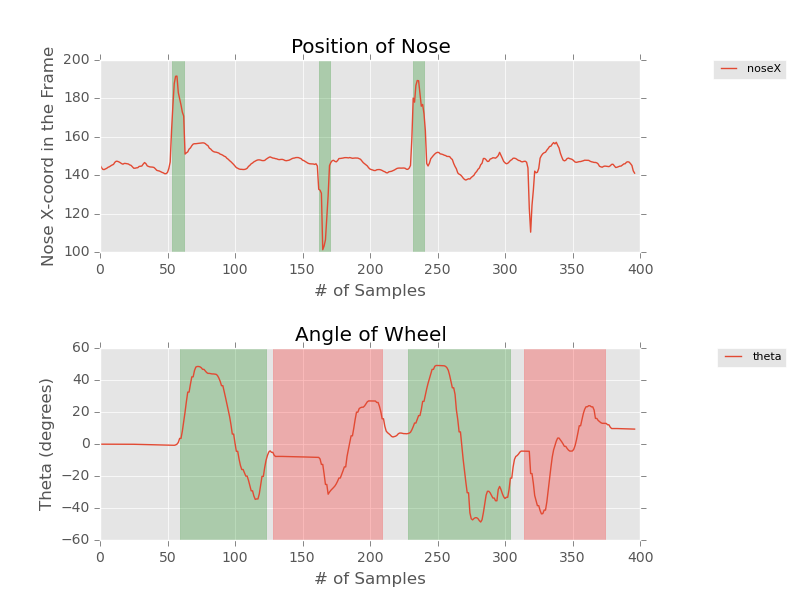 Position of Nose
Nose X-coord in the Frame
200
180
160
140
120
100
0 50 100 150 200 250 300 350 400
# of Samples
noseX
Angle of Wheel
Theta (degrees)
60
40
20
0
−20
−40
−60
0 50 100 150 200 250 300 350 400
# of Samples
theta